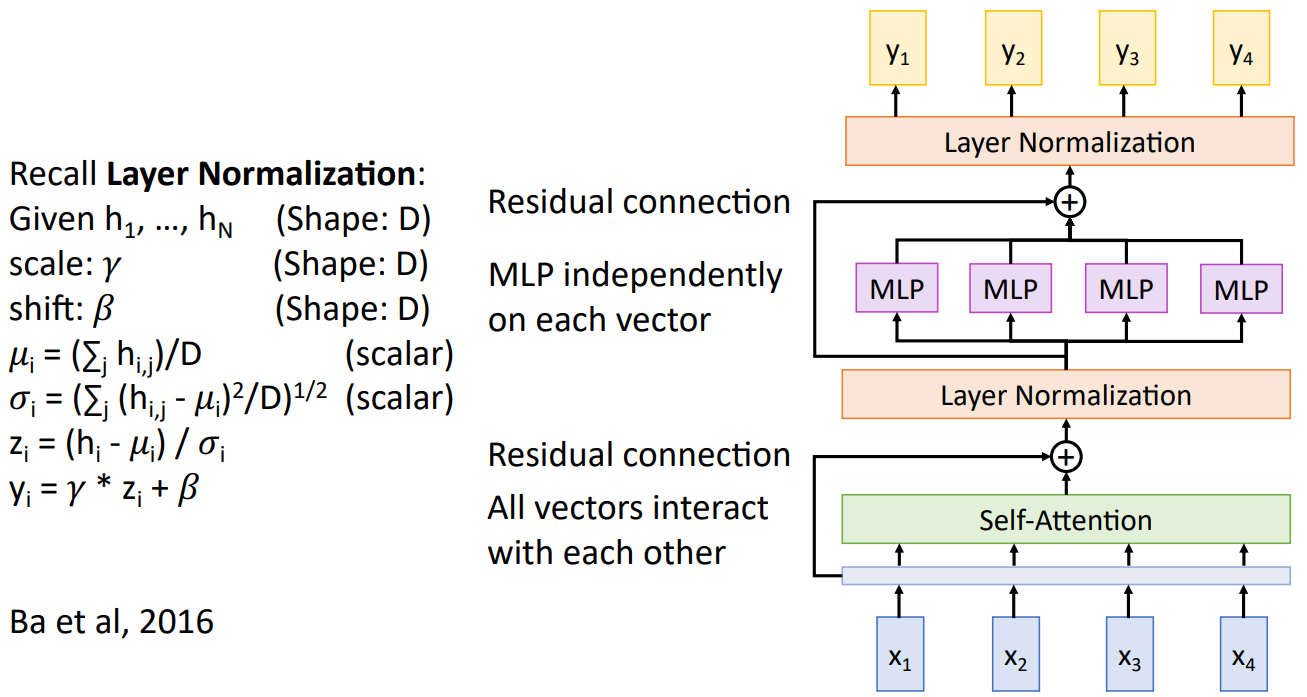 Recall Layer Normalization:
Given h₁, …, h_N (Shape: D)
scale: 𝛾 (Shape: D)
shift: 𝛽 (Shape: D)
𝜇ᵢ = (∑ⱼ hᵢ,ⱼ)/D (scalar)
𝜎ᵢ = (∑ⱼ (hᵢ,ⱼ - 𝜇ᵢ)²/D)¹/² (scalar)
zᵢ = (hᵢ - 𝜇ᵢ) / 𝜎ᵢ
yᵢ = 𝛾 * zᵢ + 𝛽
Ba et al, 2016
Residual connection
MLP independently
on each vector
Residual connection
All vectors interact
with each other
y₁ y₂ y₃ y₄
Layer Normalization
+
MLP MLP MLP MLP
Layer Normalization
+
Self-Attention
x₁ x₂ x₃ x₄